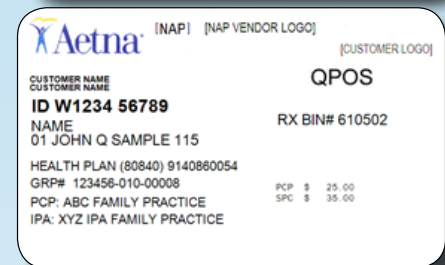 Aetna [NAP] [NAP VENDOR LOGO]
[CUSTOMER LOGO]
CUSTOMER NAME
CUSTOMER NAME
QPOS
ID W1234 56789
NAME
RX BIN# 610502
01 JOHN Q SAMPLE 115
HEALTH PLAN (80840) 9140860054
GRP# 123456-010-00008
PCP $ 25.00
PCP: ABC FAMILY PRACTICE
SPC $ 35.00
IPA: XYZ IPA FAMILY PRACTICE